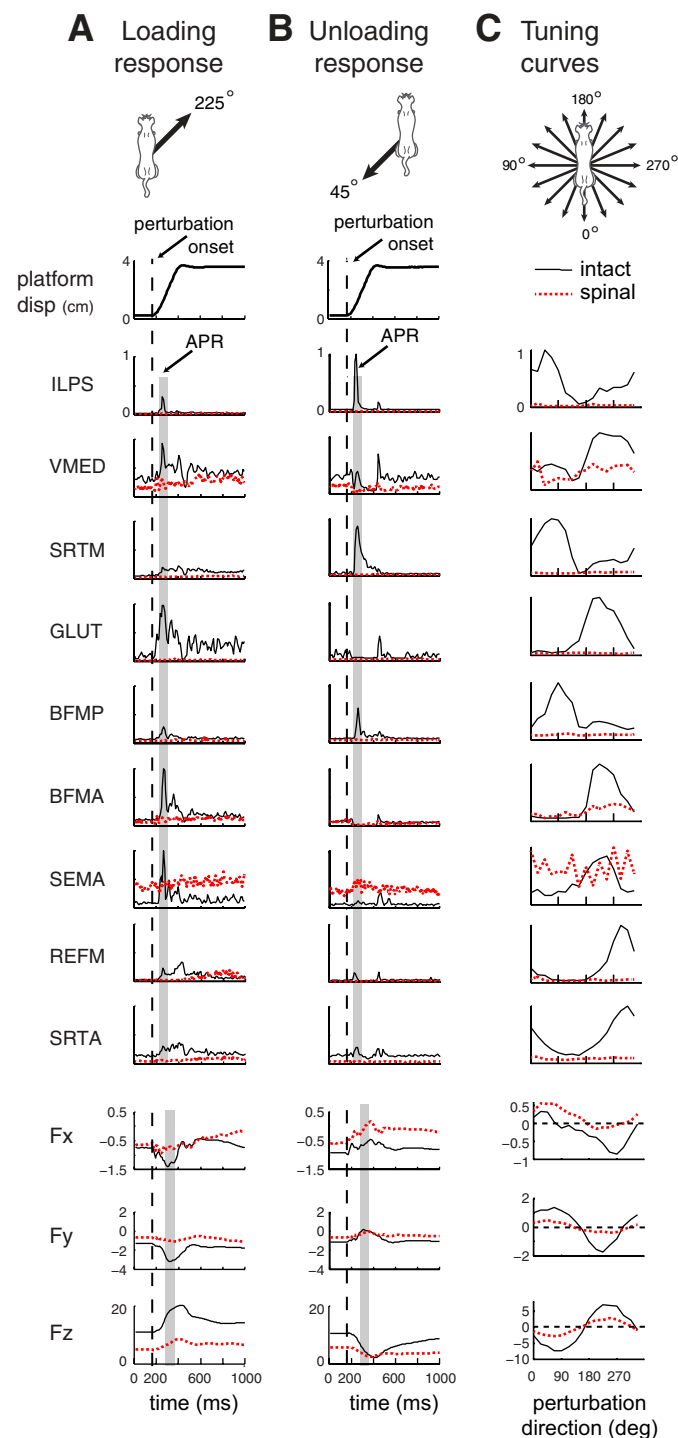 A Loading response
B Unloading response
C Tuning curves
225°
45°
180°
90°
270°
0°
perturbation onset
perturbation onset
intact
spinal
platform disp (cm)
4
0
4
0
APR
APR
ILPS
1
0
1
0
1
VMED
SRTM
GLUT
BFMP
BFMA
SEMA
REFM
SRTA
Fx
0.5
−0.5
−1.5
0.5
−0.5
−1.5
0.5
0
−0.5
−1
Fy
2
0
−2
−4
2
0
−2
−4
2
0
2
Fz
20
0
20
0
5
0
−5
−10
0 200 600 1000
0 200 600 1000
0 90 180 270
time (ms)
time (ms)
perturbation direction (deg)